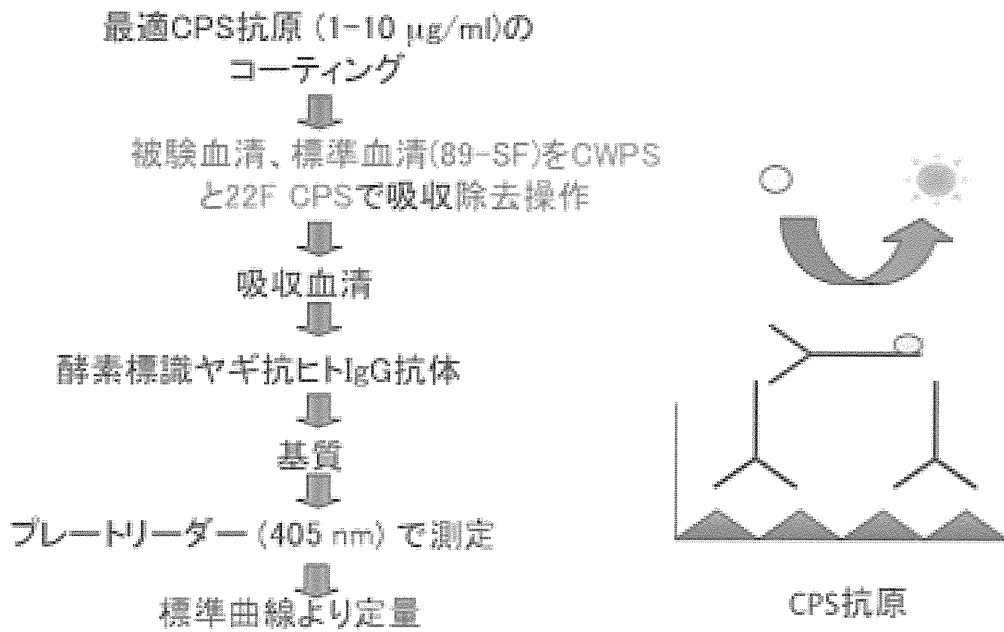 最適CPS抗原 (1-10 μg/ml)の
コーティング
被験血清、標準血清(89-SF)をCWPS
と22F CPSで吸収除去操作
吸収血清
酵素標識ヤギ抗ヒトIgG抗体
基質
プレートリーダー (405 nm) で測定
標準曲線より定量
CPS抗原